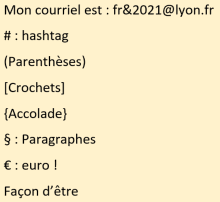 Mon courriel est : fr&2021@lyon.fr
# : hashtag
(Parenthèses)
[Crochets]
{Accolade}
§ : Paragraphes
€ : euro !
Façon d’être